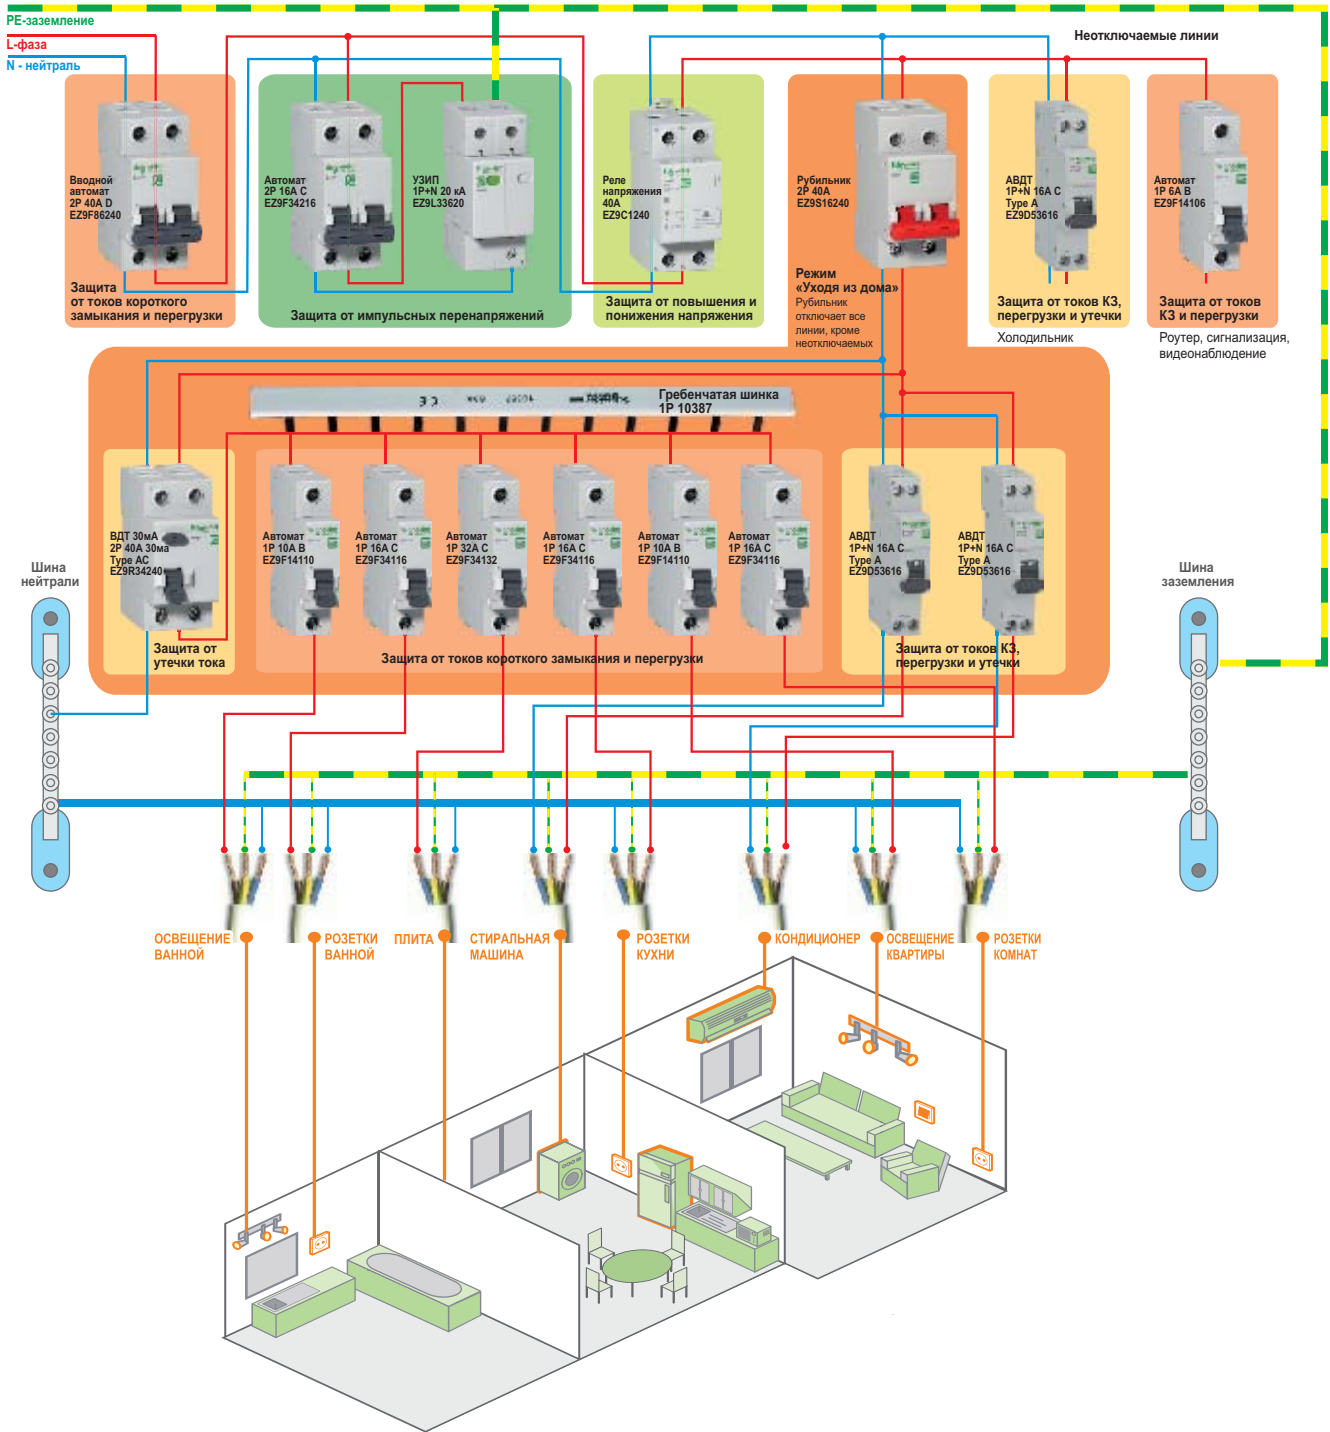 PE-заземление
L-фаза
N - нейтраль
Неотключаемые линии
Вводной
автомат
2P 40A D
EZ9F86240
Защита
от токов короткого
замыкания и перегрузки
Автомат
2P 16A C
EZ9F34216
УЗИП
1P+N 20 кА
EZ9L33620
Защита от импульсных перенапряжений
Реле
напряжения
40A
EZ9C1240
Защита от повышения и
понижения напряжения
Рубильник
2P 40A
EZ9S16240
Режим
«Уходя из дома»
Рубильник
отключает все
линии, кроме
неотключаемых
АВДТ
1P+N 16A C
Type A
EZ9D53616
Защита от токов КЗ,
перегрузки и утечки
Холодильник
Автомат
1P 6A B
EZ9F14106
Защита от токов
КЗ и перегрузки
Роутер, сигнализация,
видеонаблюдение
Гребенчатая шинка
1P 10387
ВДТ 30мА
2P 40A 30ма
Type AC
EZ9R34240
Защита от
утечки тока
Автомат
1P 10A B
EZ9F14110
Автомат
1P 16A C
EZ9F34116
Автомат
1P 32A C
EZ9F34132
Автомат
1P 16A C
EZ9F34116
Автомат
1P 10A B
EZ9F14110
Автомат
1P 16A C
EZ9F34116
Защита от токов короткого замыкания и перегрузки
АВДТ
1P+N 16A C
Type A
EZ9D53616
АВДТ
1P+N 16A C
Type A
EZ9D53616
Защита от токов КЗ,
перегрузки и утечки
Шина
нейтрали
Шина
заземления
ОСВЕЩЕНИЕ
ВАННОЙ
РОЗЕТКИ
ВАННОЙ
ПЛИТА
СТИРАЛЬНАЯ
МАШИНА
РОЗЕТКИ
КУХНИ
КОНДИЦИОНЕР
ОСВЕЩЕНИЕ
КВАРТИРЫ
РОЗЕТКИ
КОМНАТ